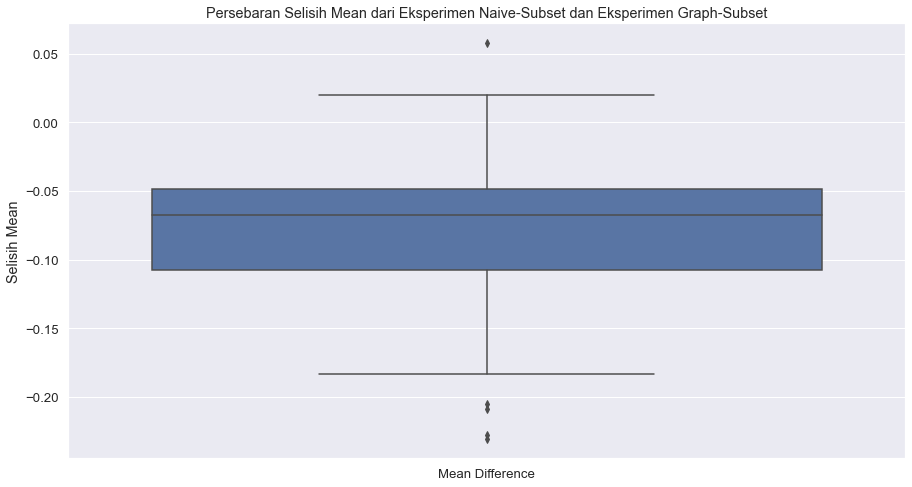 Persebaran Selisih Mean dari Eksperimen Naive-Subset dan Eksperimen Graph-Subset
0.05
0.00
−0.05
−0.10
−0.15
−0.20
Selisih Mean
Mean Difference